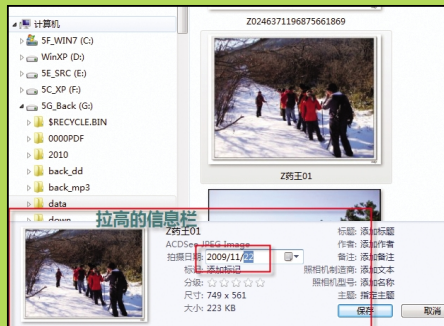 计算机
5F_WIN7 (C:)
WinXP (D:)
5E_SRC (E:)
5C_XP (F:)
5G_Back (G:)
$RECYCLE.BIN
0000PDF
2010
back_dd
back_mp3
data
down
Z0246371196875661869
Z药王01
拉高的信息栏
Z药王01
ACDSee JPEG Image
拍摄日期: 2009/11/22
标记: 添加标记
分级:
尺寸: 749 x 561
大小: 223 KB
标题: 添加标题
作者: 添加作者
备注: 添加备注
照相机制造商: 添加文本
照相机型号: 添加名称
主题: 指定主题
保存
取消